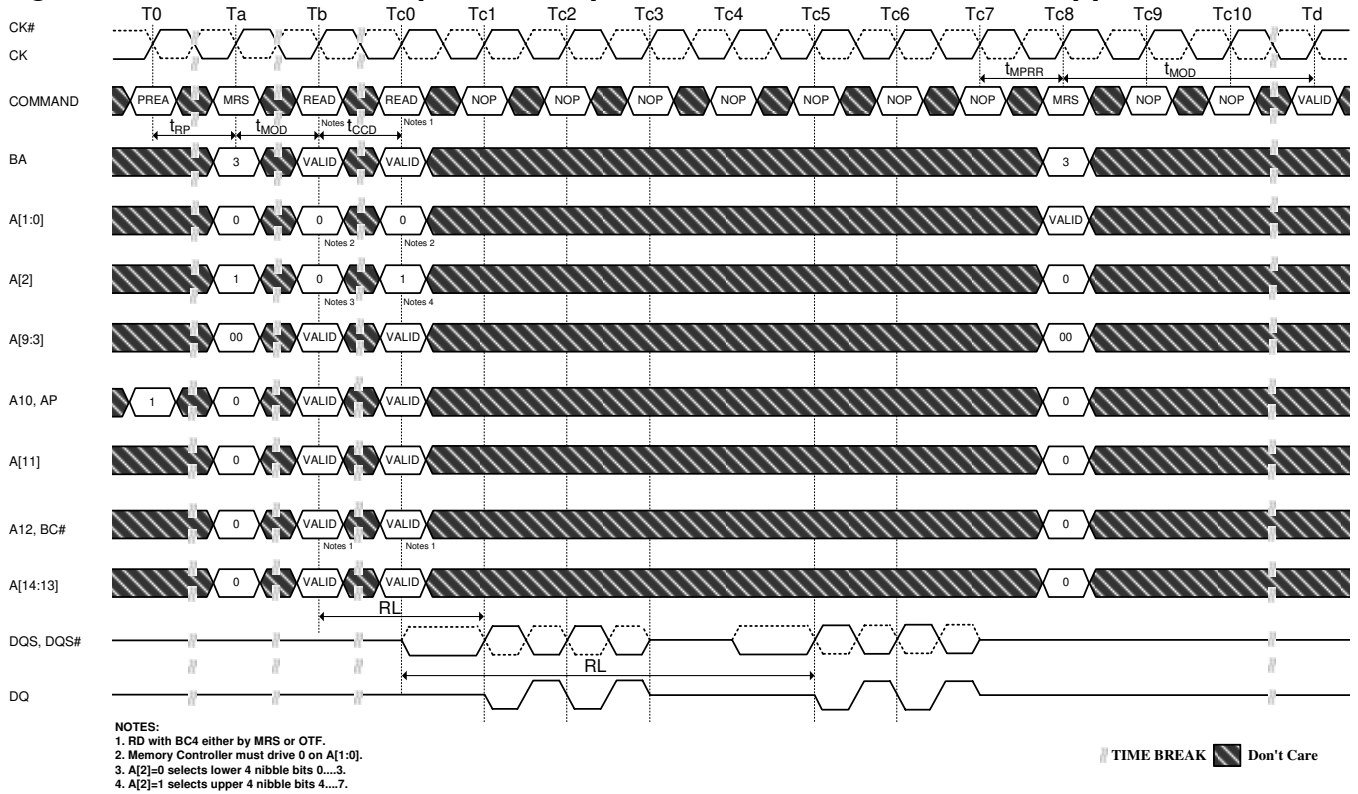 T0 Ta Tb Tc0 Tc1 Tc2 Tc3 Tc4 Tc5 Tc6 Tc7 Tc8 Tc9 Tc10 Td
CK#
CK
tMPRR tMOD
COMMAND PREA MRS READ READ NOP NOP NOP NOP NOP NOP NOP MRS NOP NOP VALID
Notes 1 Notes 1
tRP tMOD tCCD
BA 3 VALID VALID 3
A[1:0] 0 0 0 VALID
Notes 2 Notes 2
A[2] 1 0 1 0
Notes 3 Notes 4
A[9:3] 00 VALID VALID 00
A10, AP 1 0 VALID VALID 0
A[11] 0 VALID VALID 0
A12, BC# 0 VALID VALID 0
Notes 1 Notes 1
A[14:13] 0 VALID VALID 0
RL
DQS, DQS#
RL
DQ
NOTES:
1. RD with BC4 either by MRS or OTF.
2. Memory Controller must drive 0 on A[1:0].
3. A[2]=0 selects lower 4 nibble bits 0....3.
4. A[2]=1 selects upper 4 nibble bits 4....7.
TIME BREAK Don't Care